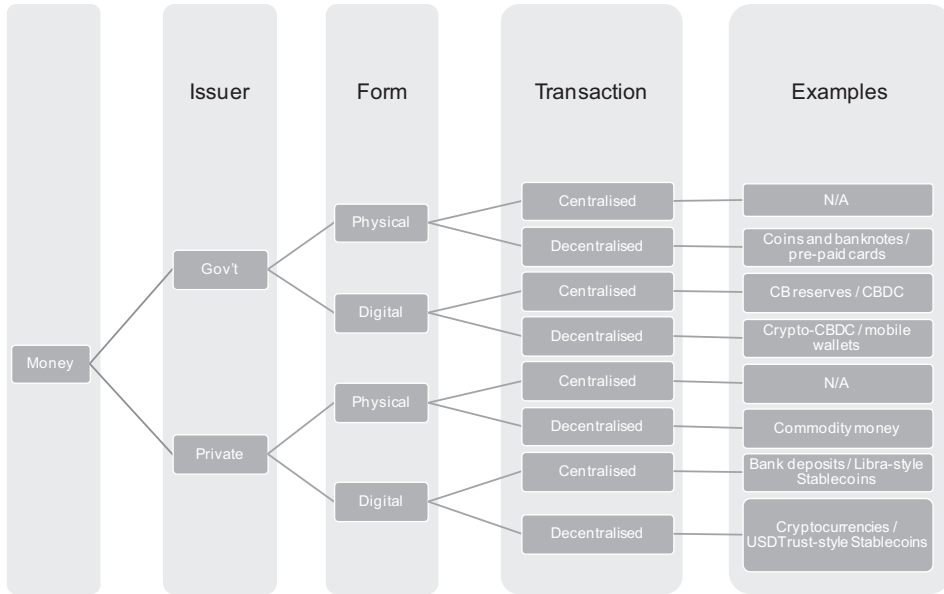 Issuer
Form
Transaction
Examples
Money
Gov't
Private
Physical
Digital
Physical
Digital
Centralised
Decentralised
Centralised
Decentralised
Centralised
Decentralised
Centralised
Decentralised
N/A
Coins and banknotes /
pre-paid cards
CB reserves / CBDC
Crypto-CBDC / mobile
wallets
N/A
Commodity money
Bank deposits / Libra-style
Stablecoins
Cryptocurrencies /
USDTrust-style Stablecoins